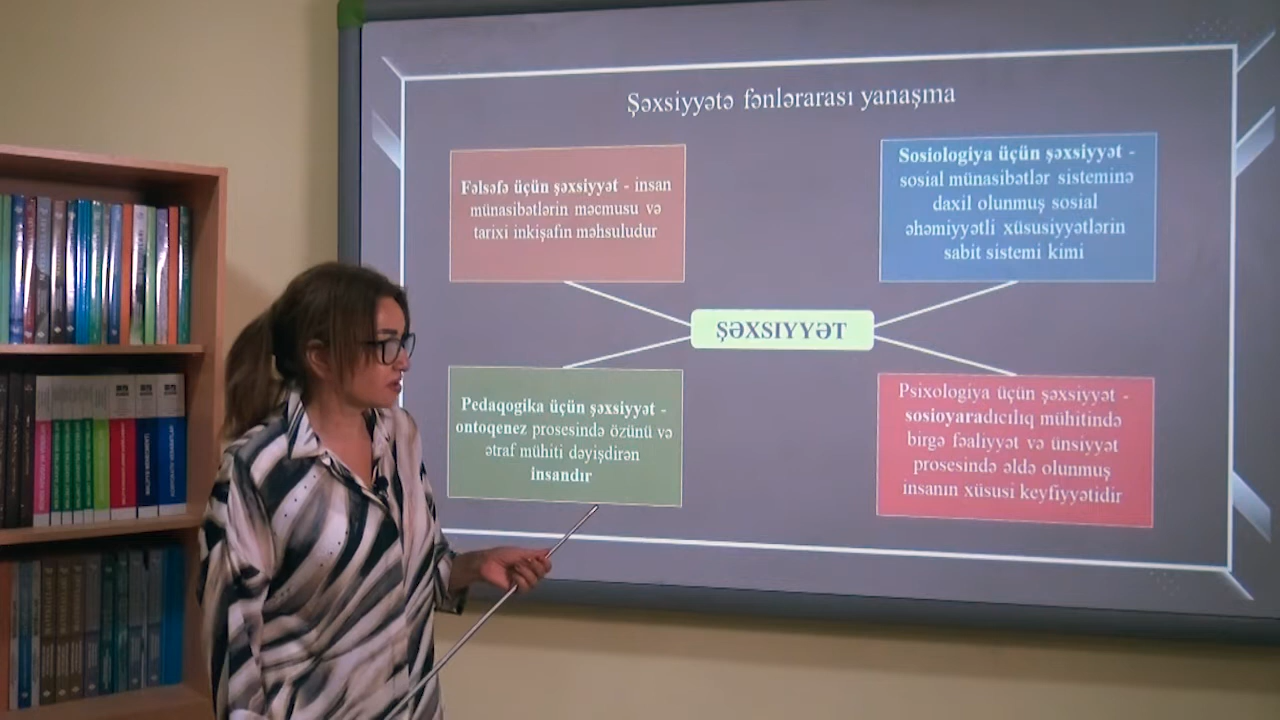 Şəxsiyyətə fənlərarası yanaşma
Fəlsəfə üçün şəxsiyyət - insan
münasibətlərin məcmusu və
tarixi inkişafın məhsuludur
Sosiologiya üçün şəxsiyyət -
sosial münasibətlər sisteminə
daxil olunmuş sosial
əhəmiyyətli xüsusiyyətlərin
sabit sistemi kimi
ŞƏXSIYYƏT
Pedaqogika üçün şəxsiyyət -
ontoqenez prosesində özünü və
ətraf mühiti dəyişdirən
insandır
Psixologiya üçün şəxsiyyət -
sosioyaradıcılıq mühitində
birgə fəaliyyət və ünsiyyət
prosesində əldə olunmuş
insanın xüsusi keyfiyyətidir